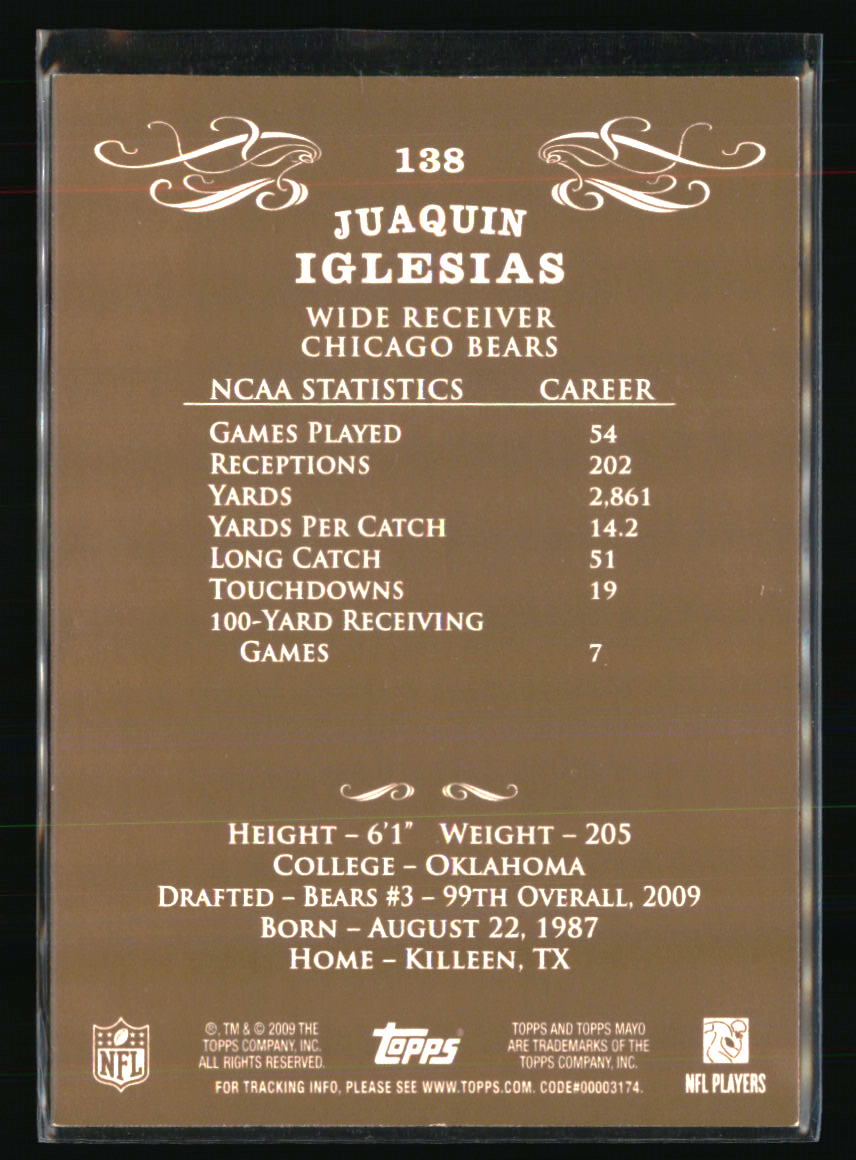 138
JUAQUIN
IGLESIAS
WIDE RECEIVER
CHICAGO BEARS
NCAA STATISTICS CAREER
GAMES PLAYED 54
RECEPTIONS 202
YARDS 2,861
YARDS PER CATCH 14.2
LONG CATCH 51
TOUCHDOWNS 19
100-YARD RECEIVING
GAMES 7
HEIGHT – 6'1" WEIGHT – 205
COLLEGE – OKLAHOMA
DRAFTED – BEARS #3 – 99TH OVERALL, 2009
BORN – AUGUST 22, 1987
HOME – KILLEEN, TX
NFL
®, TM & © 2009 THE
TOPPS COMPANY, INC.
ALL RIGHTS RESERVED.
Topps®
TOPPS AND TOPPS MAYO
ARE TRADEMARKS OF THE
TOPPS COMPANY, INC.
NFL PLAYERS
FOR TRACKING INFO, PLEASE SEE WWW.TOPPS.COM. CODE#00003174.